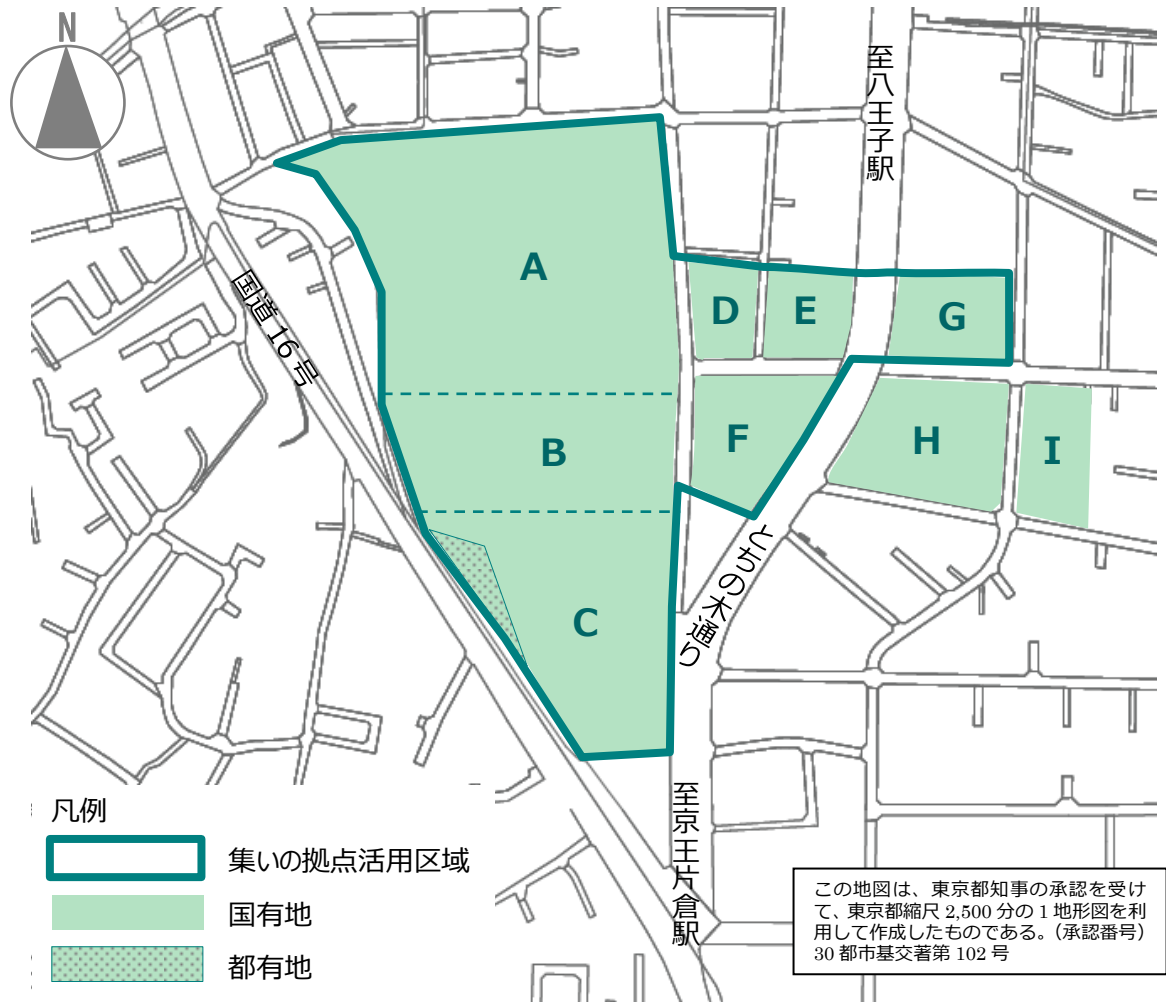 N
至八王子駅
A
国道 16 号
D
E
G
B
F
H
I
とちの木通り
C
至京王片倉駅
凡例
集いの拠点活用区域
国有地
都有地
この地図は、東京都知事の承認を受け
て、東京都縮尺 2,500 分の 1 地形図を利
用して作成したものである。（承認番号）
30 都市基交著第 102 号